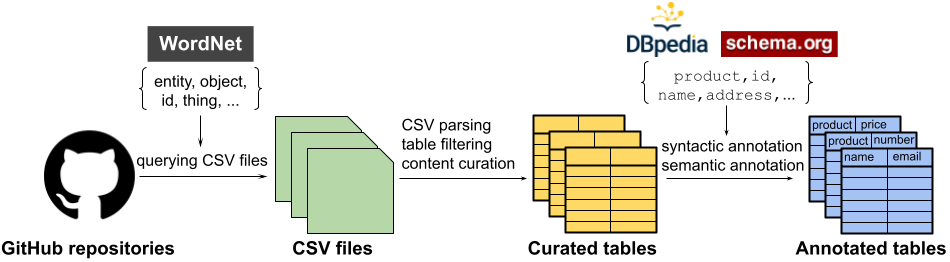 WordNet
entity, object,
id, thing, ...
querying CSV files
GitHub repositories
CSV files
CSV parsing
table filtering
content curation
Curated tables
DBpedia
schema.org
product,id,
name,address,...
syntactic annotation
semantic annotation
product price
product number
name email
Annotated tables